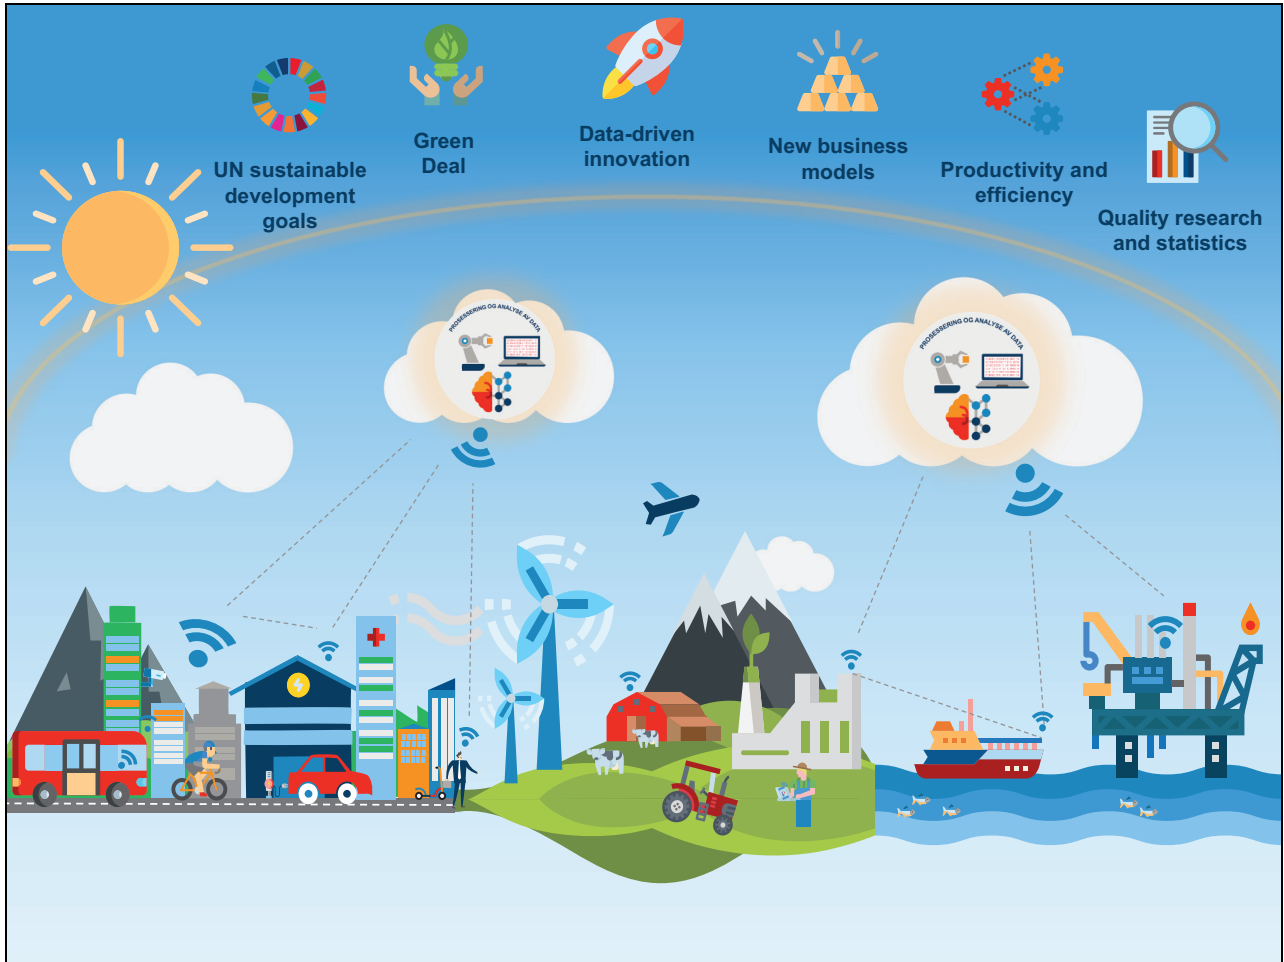 UN sustainable
development
goals
Green
Deal
Data-driven
innovation
New business
models
Productivity and
efficiency
Quality research
and statistics
PROSESSERING OG ANALYSE AV DATA
PROSESSERING OG ANALYSE AV DATA